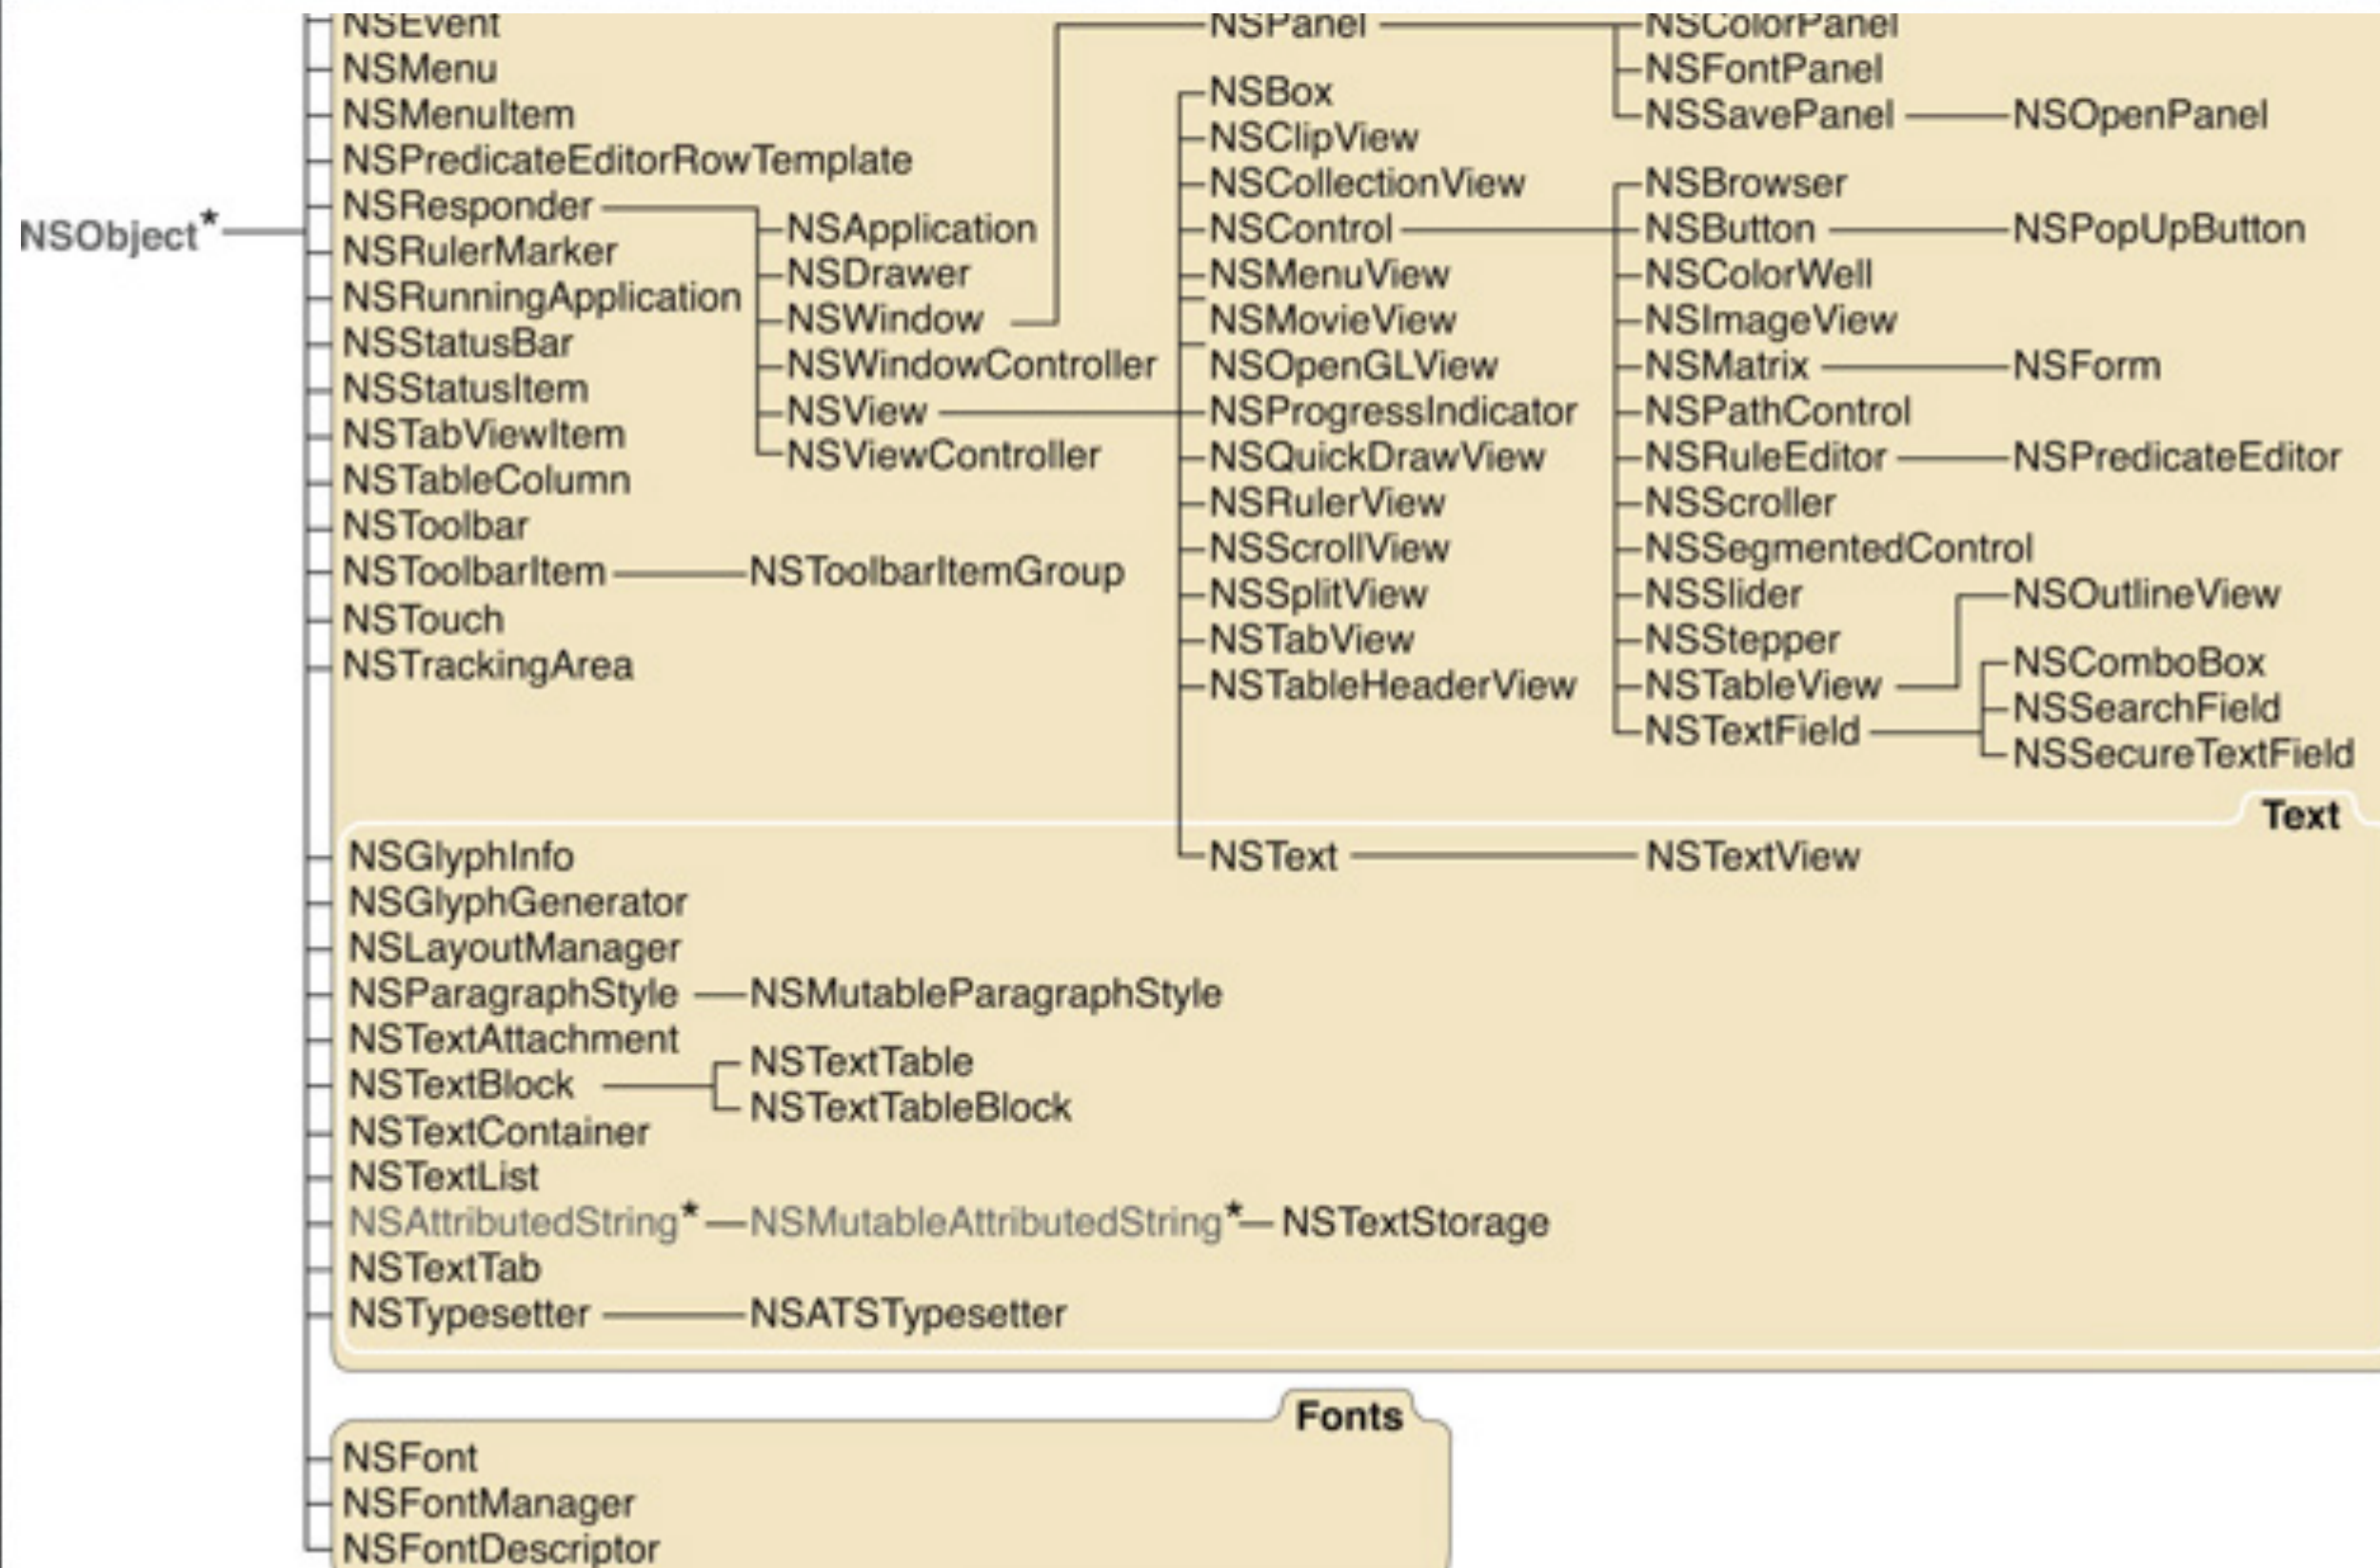 NSEvent
NSMenu
NSMenuItem
NSPredicateEditorRowTemplate
NSObject*
NSResponder
NSRulerMarker
NSRunningApplication
NSStatusBar
NSStatusItem
NSTabViewItem
NSTableColumn
NSToolbar
NSToolbarItem NSToolbarItemGroup
NSTouch
NSTrackingArea
NSApplication
NSDrawer
NSWindow
NSWindowController
NSView
NSViewController
NSPanel
NSBox
NSClipView
NSCollectionView
NSControl
NSMenuView
NSMovieView
NSOpenGLView
NSProgressIndicator
NSQuickDrawView
NSRulerView
NSScrollView
NSSplitView
NSTabView
NSTableHeaderView
NSColorPanel
NSFontPanel
NSSavePanel NSOpenPanel
NSBrowser
NSButton NSPopUpButton
NSColorWell
NSImageView
NSMatrix NSForm
NSPathControl
NSRuleEditor NSPredicateEditor
NSScroller
NSSegmentedControl
NSSlider
NSStepper
NSTableView
NSTextField
NSOutlineView
NSComboBox
NSSearchField
NSSecureTextField
Text
NSText NSTextView
NSGlyphInfo
NSGlyphGenerator
NSLayoutManager
NSParagraphStyle NSMutableParagraphStyle
NSTextAttachment
NSTextBlock
NSTextTable
NSTextTableBlock
NSTextContainer
NSTextList
NSAttributedString* NSMutableAttributedString* NSTextStorage
NSTextTab
NSTypesetter NSATSTypesetter
Fonts
NSFont
NSFontManager
NSFontDescriptor